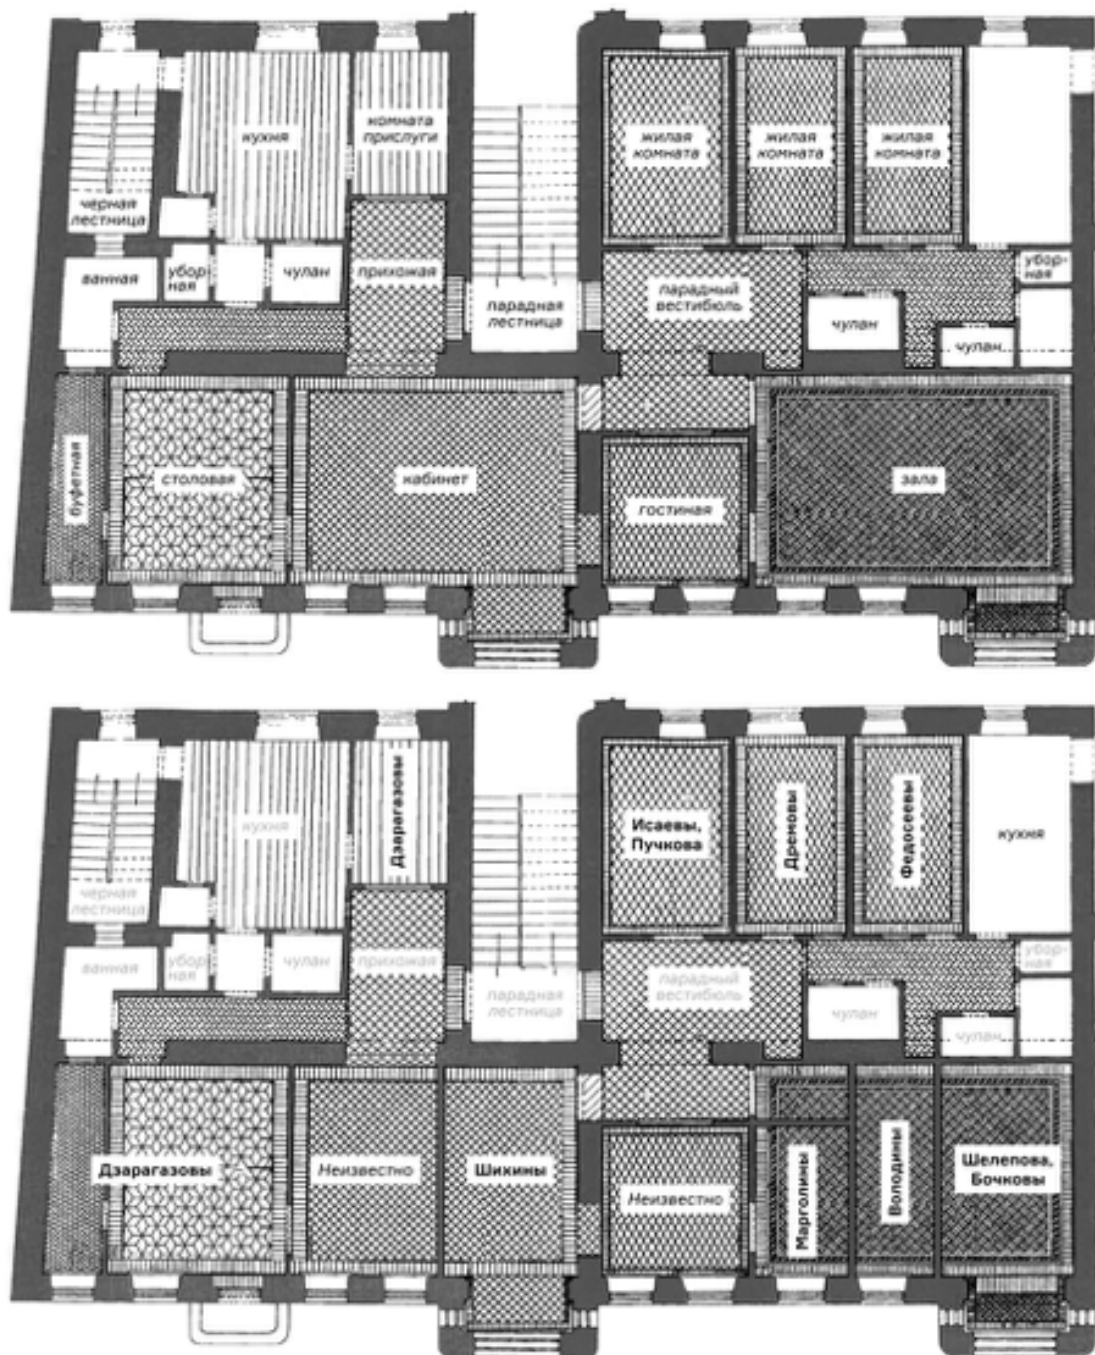 кухня
комната
прислуги
жилая
комната
жилая
комната
жилая
комната
черная
лестница
ванная
убор-
ная
чулан
прихожая
парадная
лестница
парадный
вестибюль
чулан
чулан
убор-
ная
буфетная
столовая
кабинет
гостиная
зала
кухня
Дзарагазовы
Исаевы,
Пучкова
Дремовы
Федосеевы
кухня
черная
лестница
ванная
убор-
ная
чулан
прихожая
парадная
лестница
парадный
вестибюль
чулан
чулан
убор-
ная
Дзарагазовы
Неизвестно
Шикины
Неизвестно
Марголины
Володины
Шелепова,
Бочковы